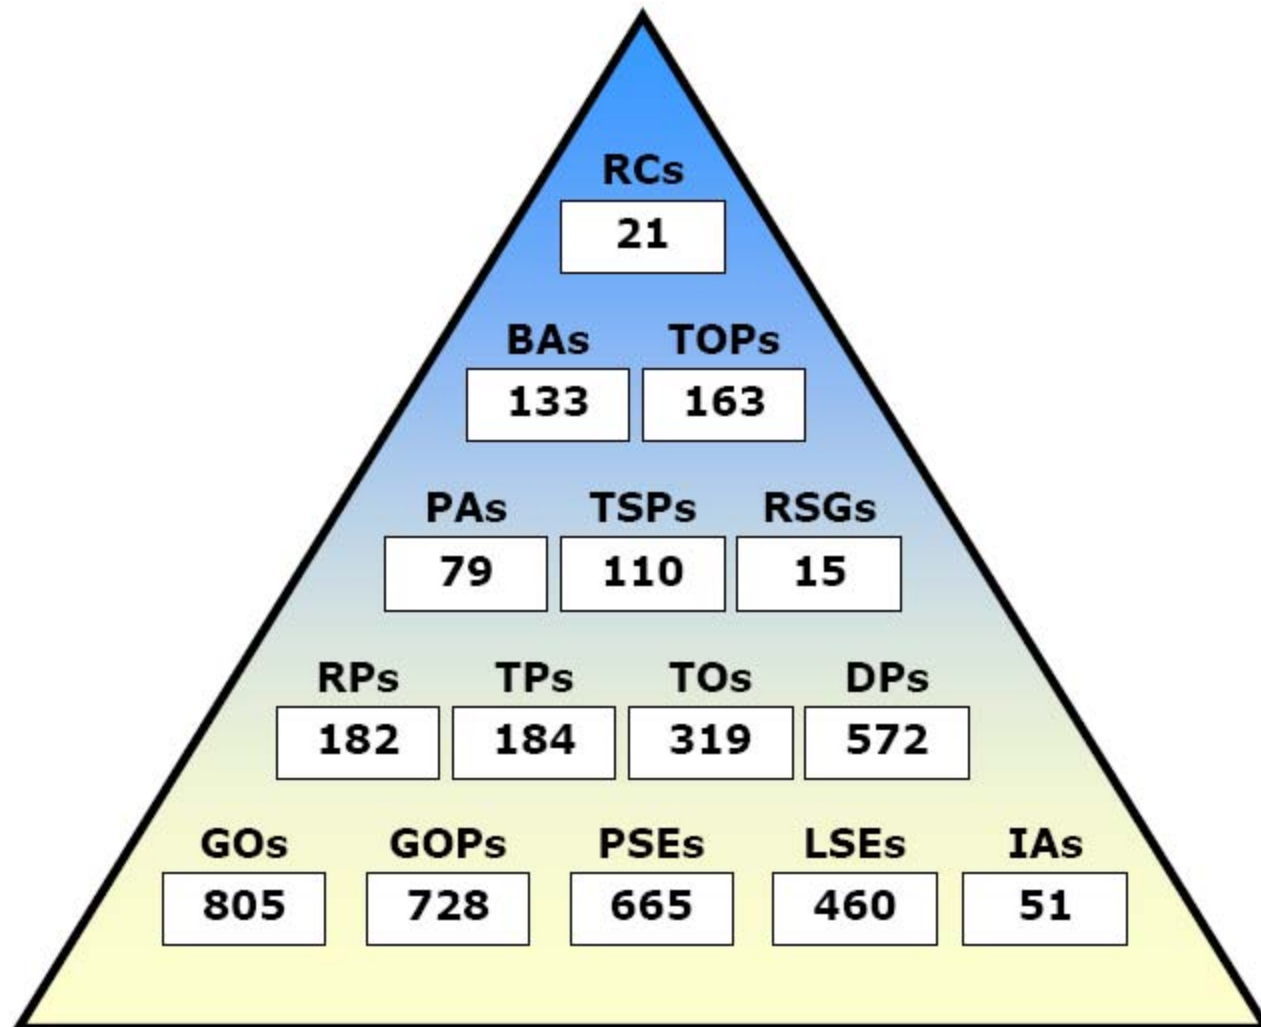 RCs
21
BAs TOPs
133 163
PAs TSPs RSGs
79 110 15
RPs TPs TOs DPs
182 184 319 572
GOs GOPs PSEs LSEs IAs
805 728 665 460 51